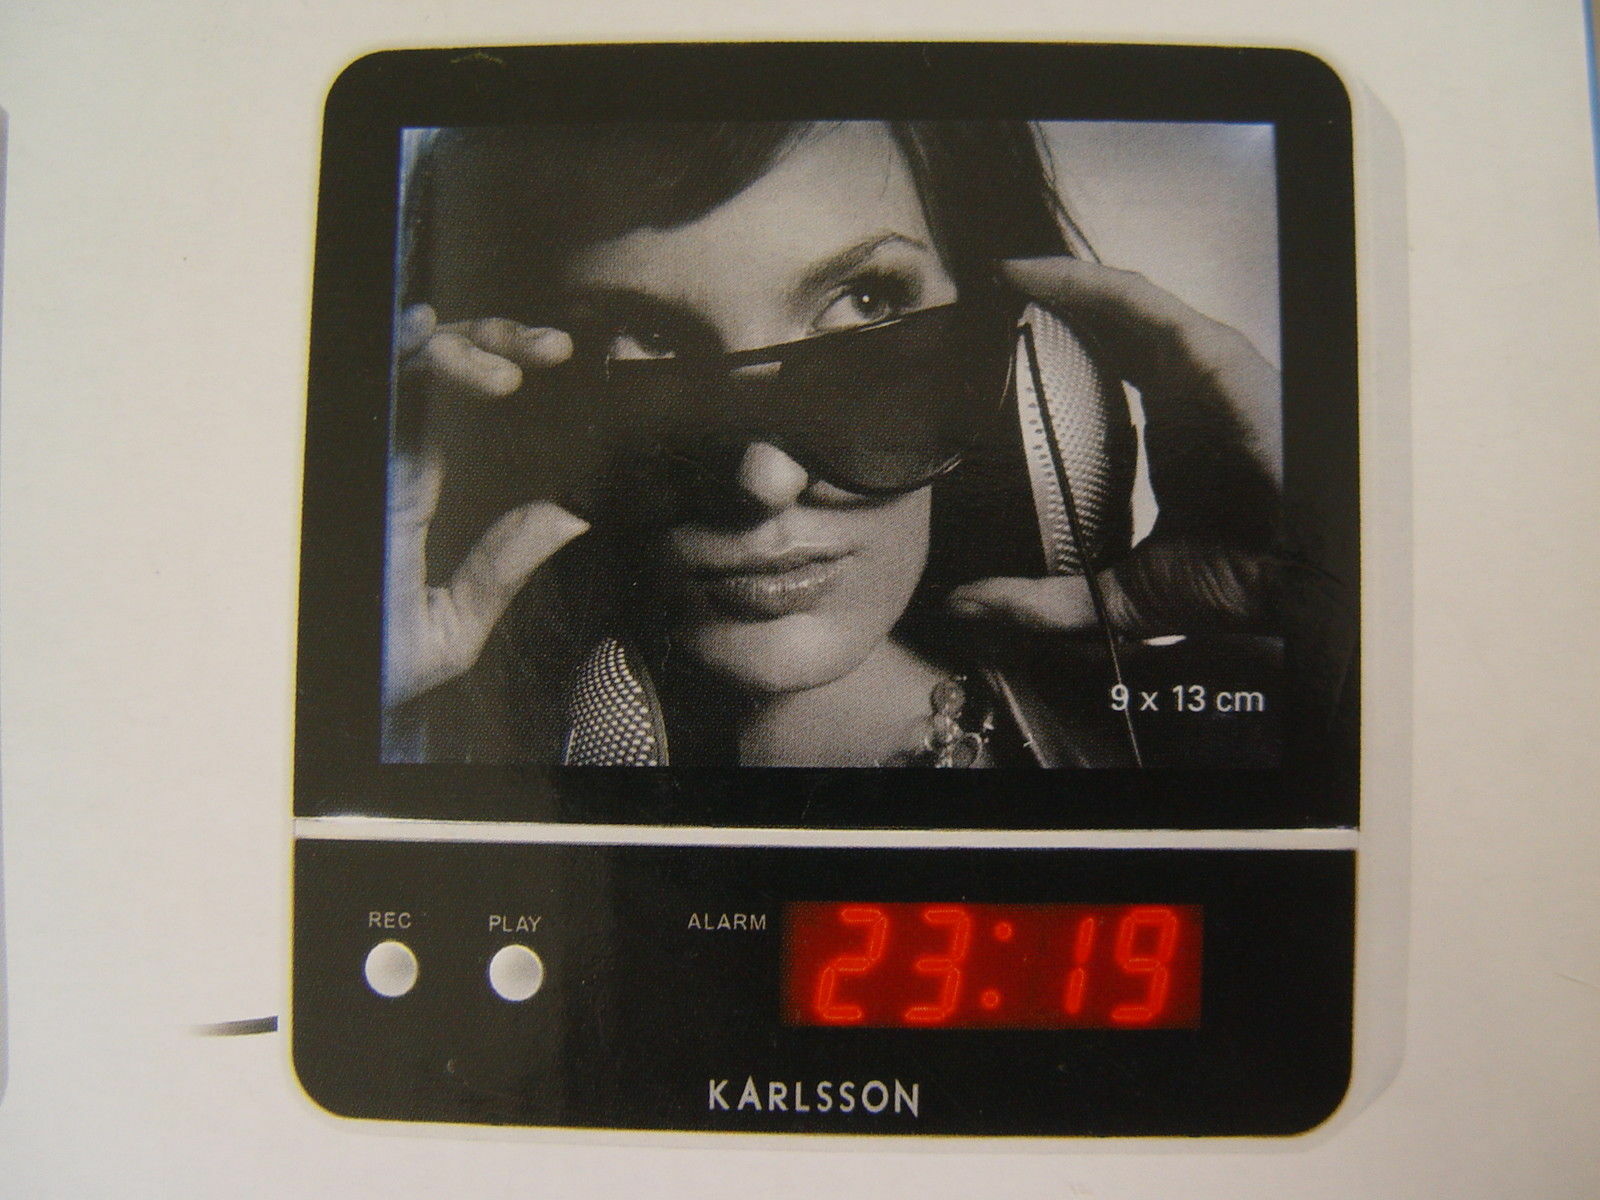 9 x 13 cm
REC PLAY ALARM 23:19
KARLSSON